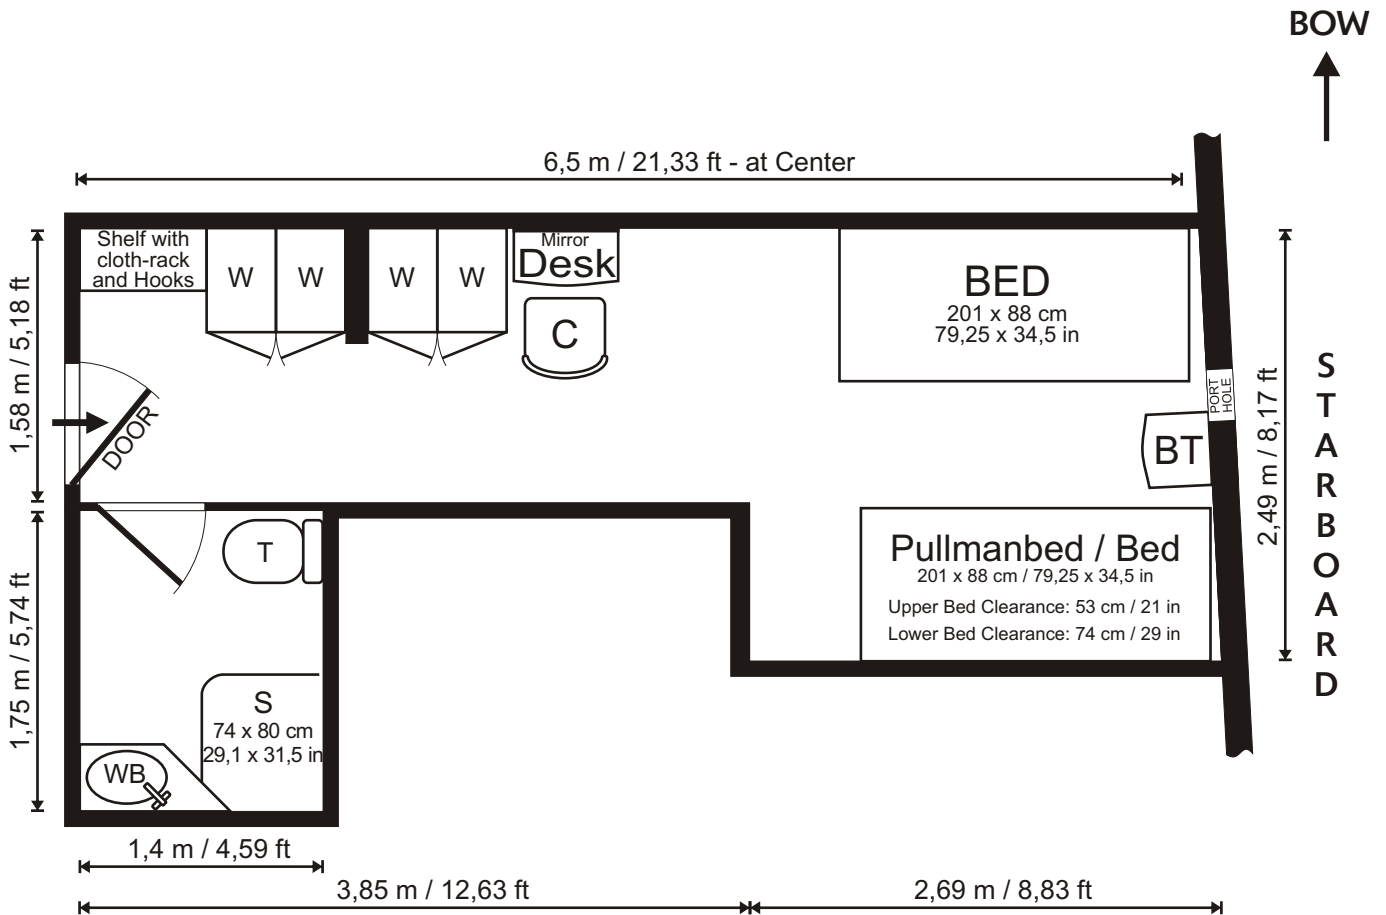 BOW
6,5 m / 21,33 ft - at Center
Shelf with
cloth-rack
and Hooks
W
W
W
W
Mirror
Desk
C
BED
201 x 88 cm
79,25 x 34,5 in
1,58 m / 5,18 ft
DOOR
PORT
HOLE
BT
2,49 m / 8,17 ft
STARBOARD
Pullmanbed / Bed
201 x 88 cm / 79,25 x 34,5 in
Upper Bed Clearance: 53 cm / 21 in
Lower Bed Clearance: 74 cm / 29 in
T
1,75 m / 5,74 ft
S
74 x 80 cm
29,1 x 31,5 in
WB
1,4 m / 4,59 ft
3,85 m / 12,63 ft
2,69 m / 8,83 ft